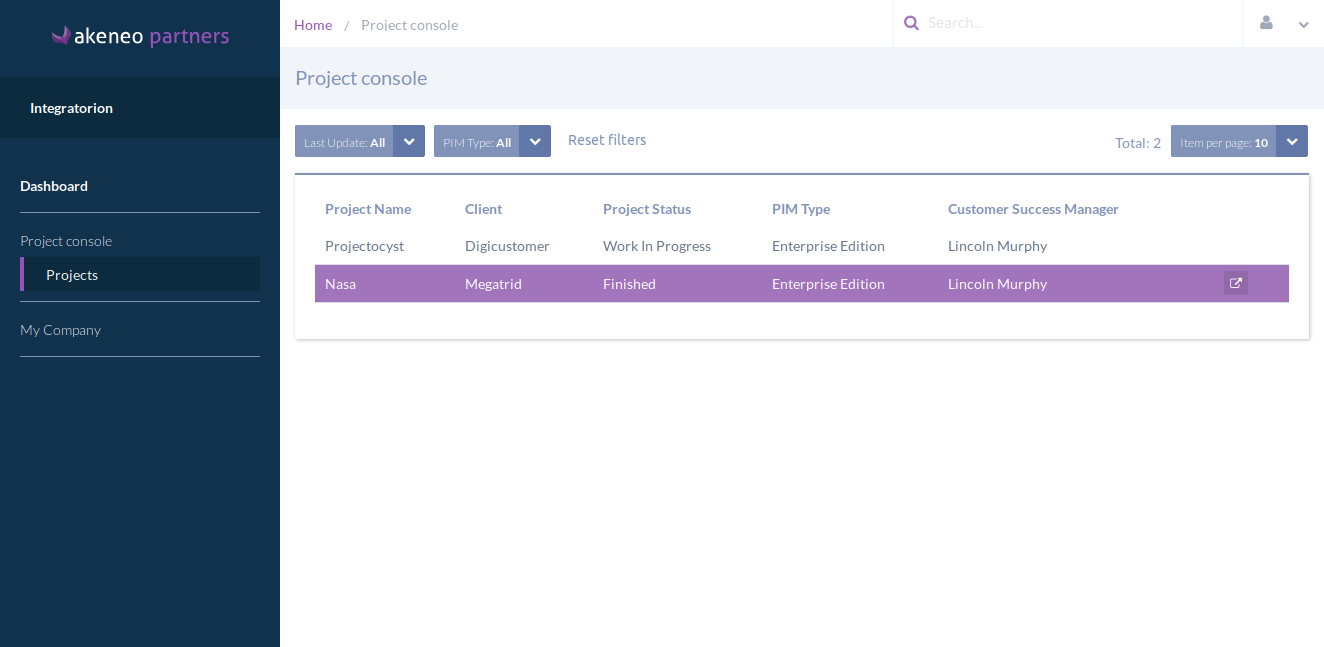 akeneo partners
Integratorion
Dashboard
Project console
Projects
My Company
Home / Project console
Search...
Project console
Last Update: All
PIM Type: All
Reset filters
Total: 2
Item per page: 10
Project Name Client Project Status PIM Type Customer Success Manager
Projectocyst Digicustomer Work In Progress Enterprise Edition Lincoln Murphy
Nasa Megatrid Finished Enterprise Edition Lincoln Murphy